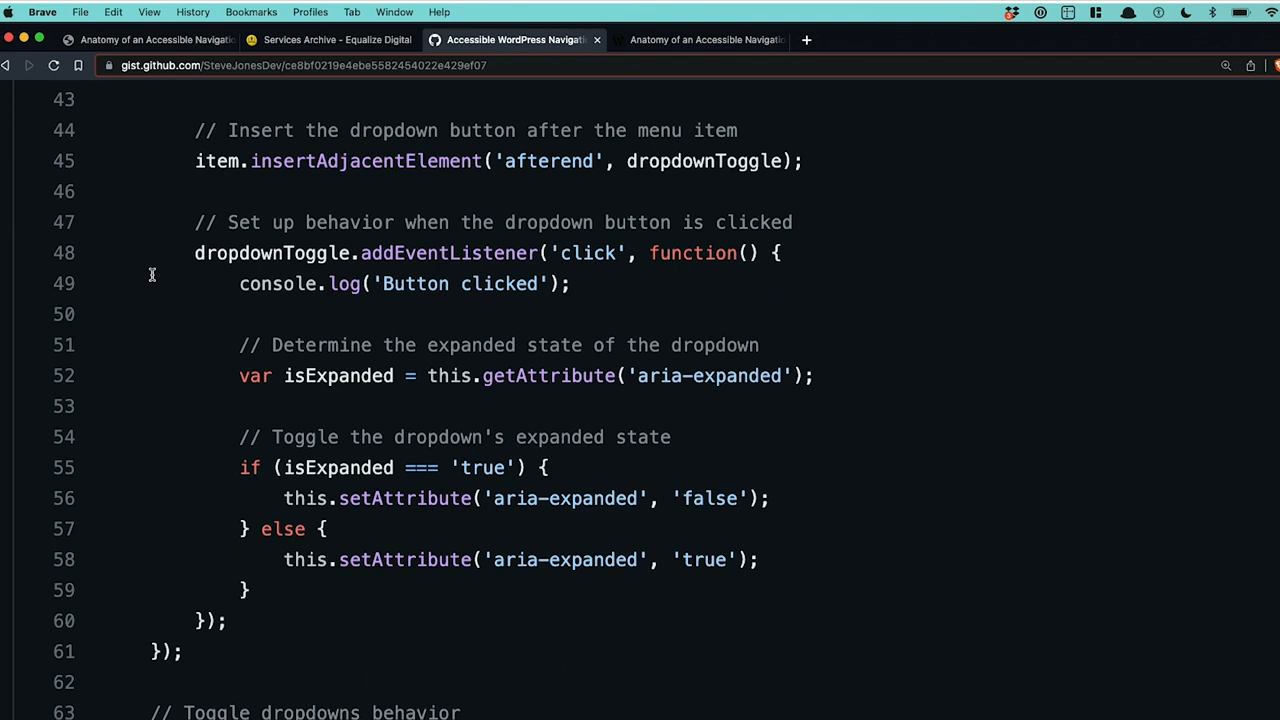 Brave File Edit View History Bookmarks Profiles Tab Window Help
Anatomy of an Accessible Navigati Services Archive - Equalize Digital Accessible WordPress Navigati Anatomy of an Accessible Navigati
gist.github.com/SteveJonesDev/ce8bf0219e4ebe5582454022e429ef07
43
44 // Insert the dropdown button after the menu item
45 item.insertAdjacentElement('afterend', dropdownToggle);
46
47 // Set up behavior when the dropdown button is clicked
48 dropdownToggle.addEventListener('click', function() {
49 console.log('Button clicked');
50
51 // Determine the expanded state of the dropdown
52 var isExpanded = this.getAttribute('aria-expanded');
53
54 // Toggle the dropdown's expanded state
55 if (isExpanded === 'true') {
56 this.setAttribute('aria-expanded', 'false');
57 } else {
58 this.setAttribute('aria-expanded', 'true');
59 }
60 });
61 });
62
63 // Toggle dropdowns behavior